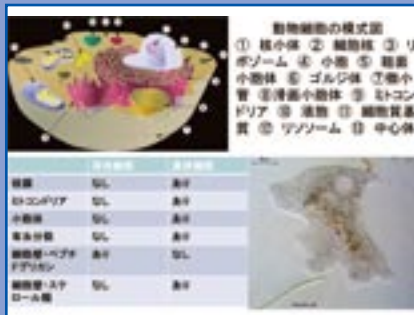 動物細胞の模式図
① 核小体 ② 細胞核 ③ リ
ボソーム ④ 小胞 ⑤ 粗面
小胞体 ⑥ ゴルジ体 ⑦微小
管 ⑧滑面小胞体 ⑨ ミトコン
ドリア ⑩ 液胞 ⑪ 細胞質基
質 ⑫ リソソーム ⑬ 中心体
核膜 なし あり
ミトコンドリア なし あり
小胞体 なし あり
有糸分裂 なし あり
細胞壁・ペプチ あり なし
ドグリカン
細胞膜・ステ なし あり
ロール類